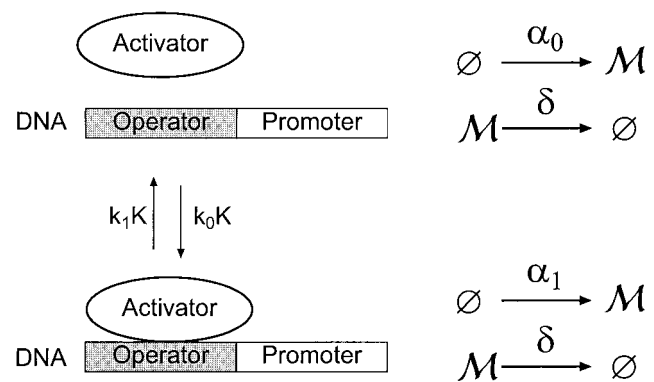 Activator
α₀
∅ → ℳ
DNA Operator Promoter
δ
ℳ → ∅
k₁K k₀K
Activator
α₁
∅ → ℳ
DNA Operator Promoter
δ
ℳ → ∅